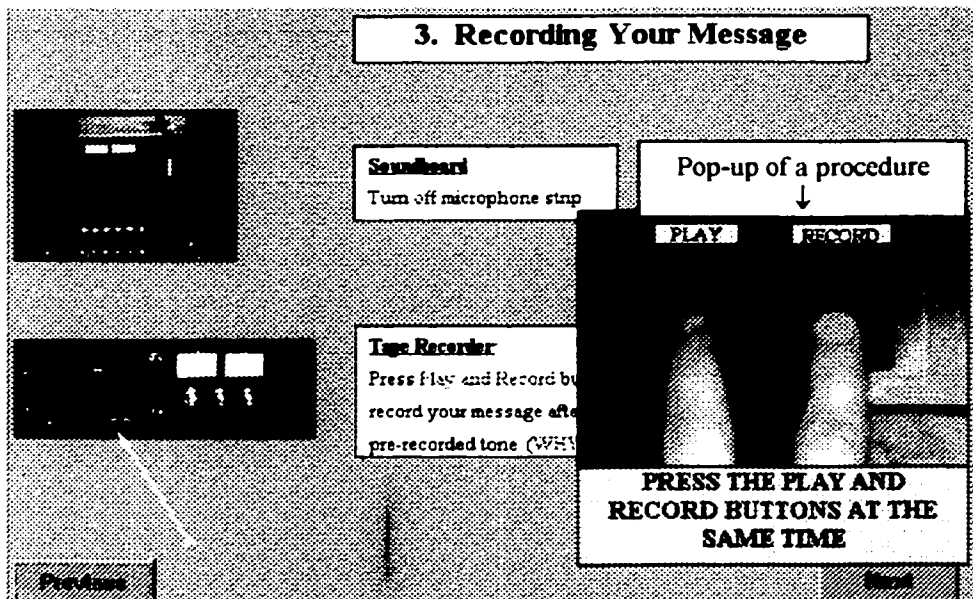 3. Recording Your Message
Soundboard
Turn off microphone strip
Pop-up of a procedure
PLAY RECORD
Tape Recorder
Press Play and Record bu
record your message afte
pre-recorded tone (WHY
PRESS THE PLAY AND
RECORD BUTTONS AT THE
SAME TIME
Previous
Next